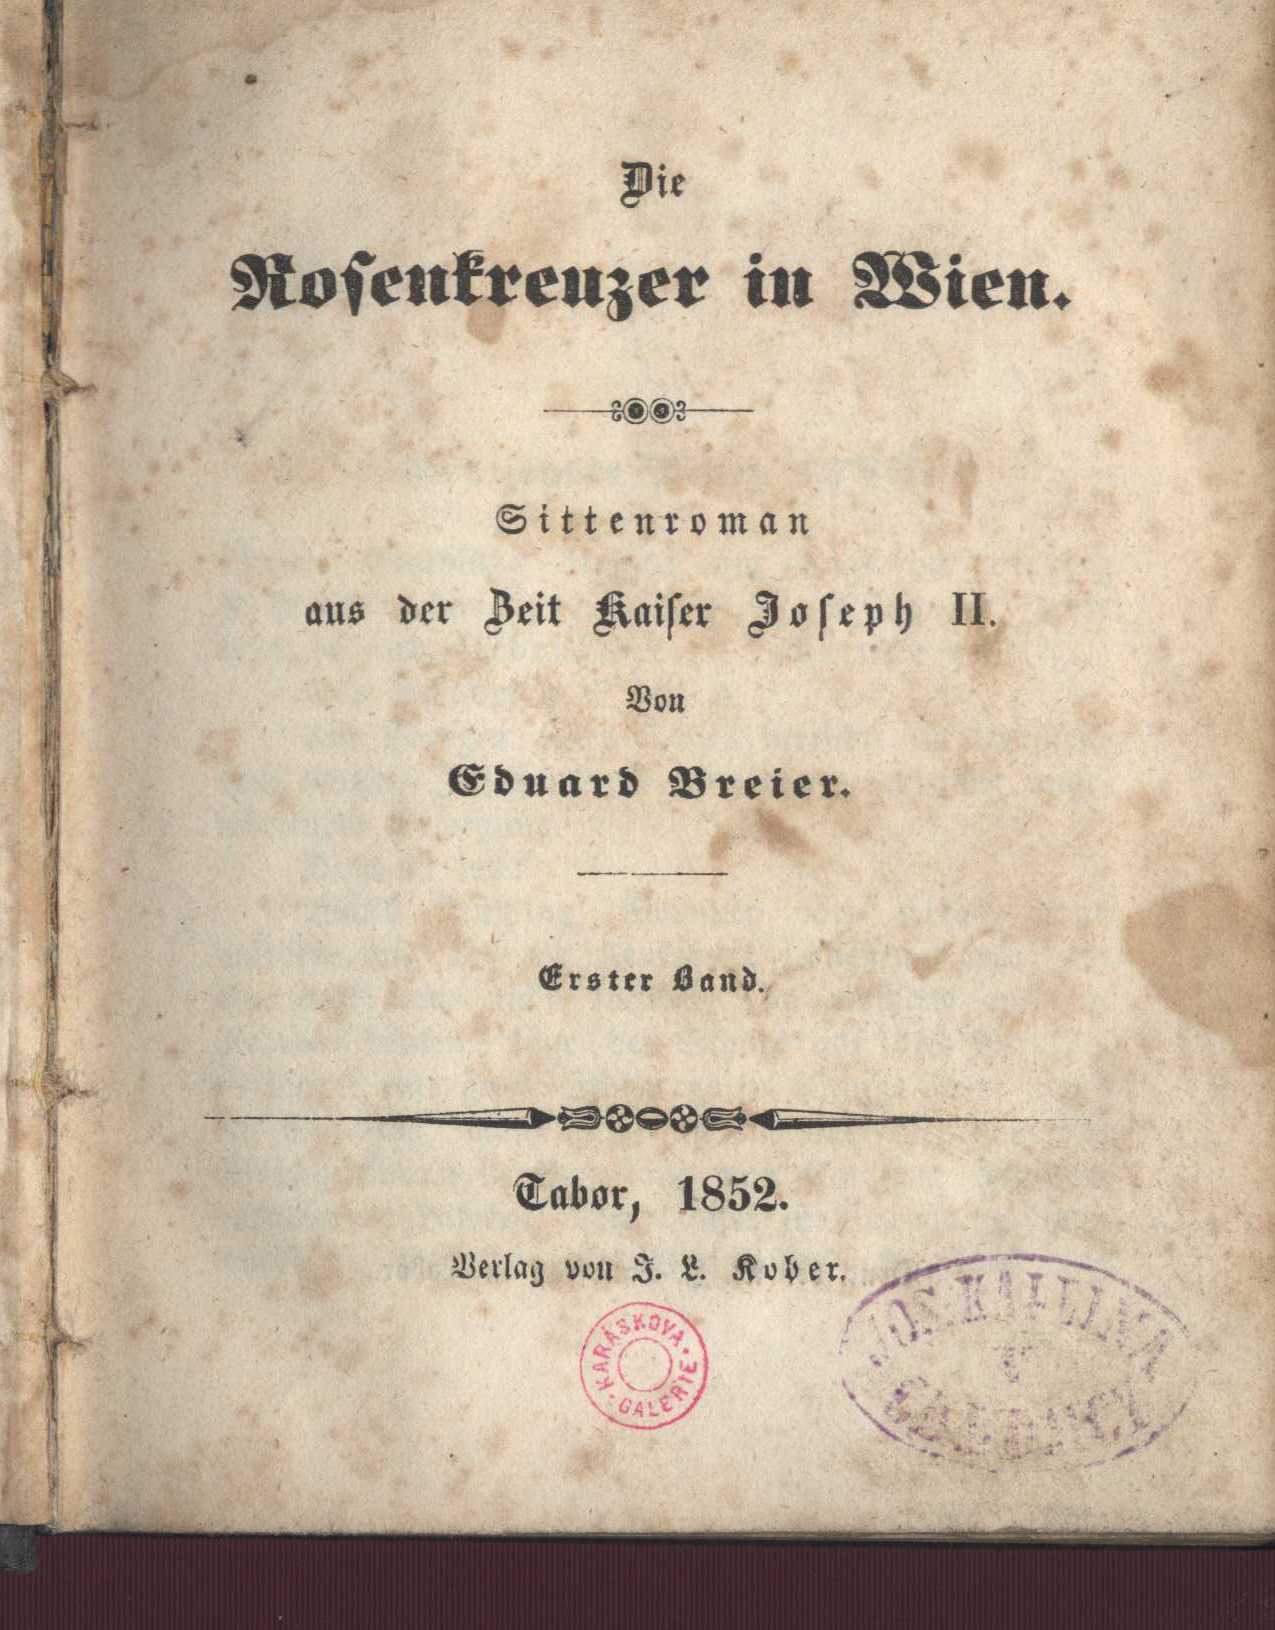 Die
Roſenkreuzer in Wien.
Sittenroman
aus der Zeit Kaiſer Joſeph II.
Von
Eduard Breier.
Erster Band.
Tabor, 1852.
Verlag von J. L. Kober.
KARÁSKOVA
GALERIE
JOS.